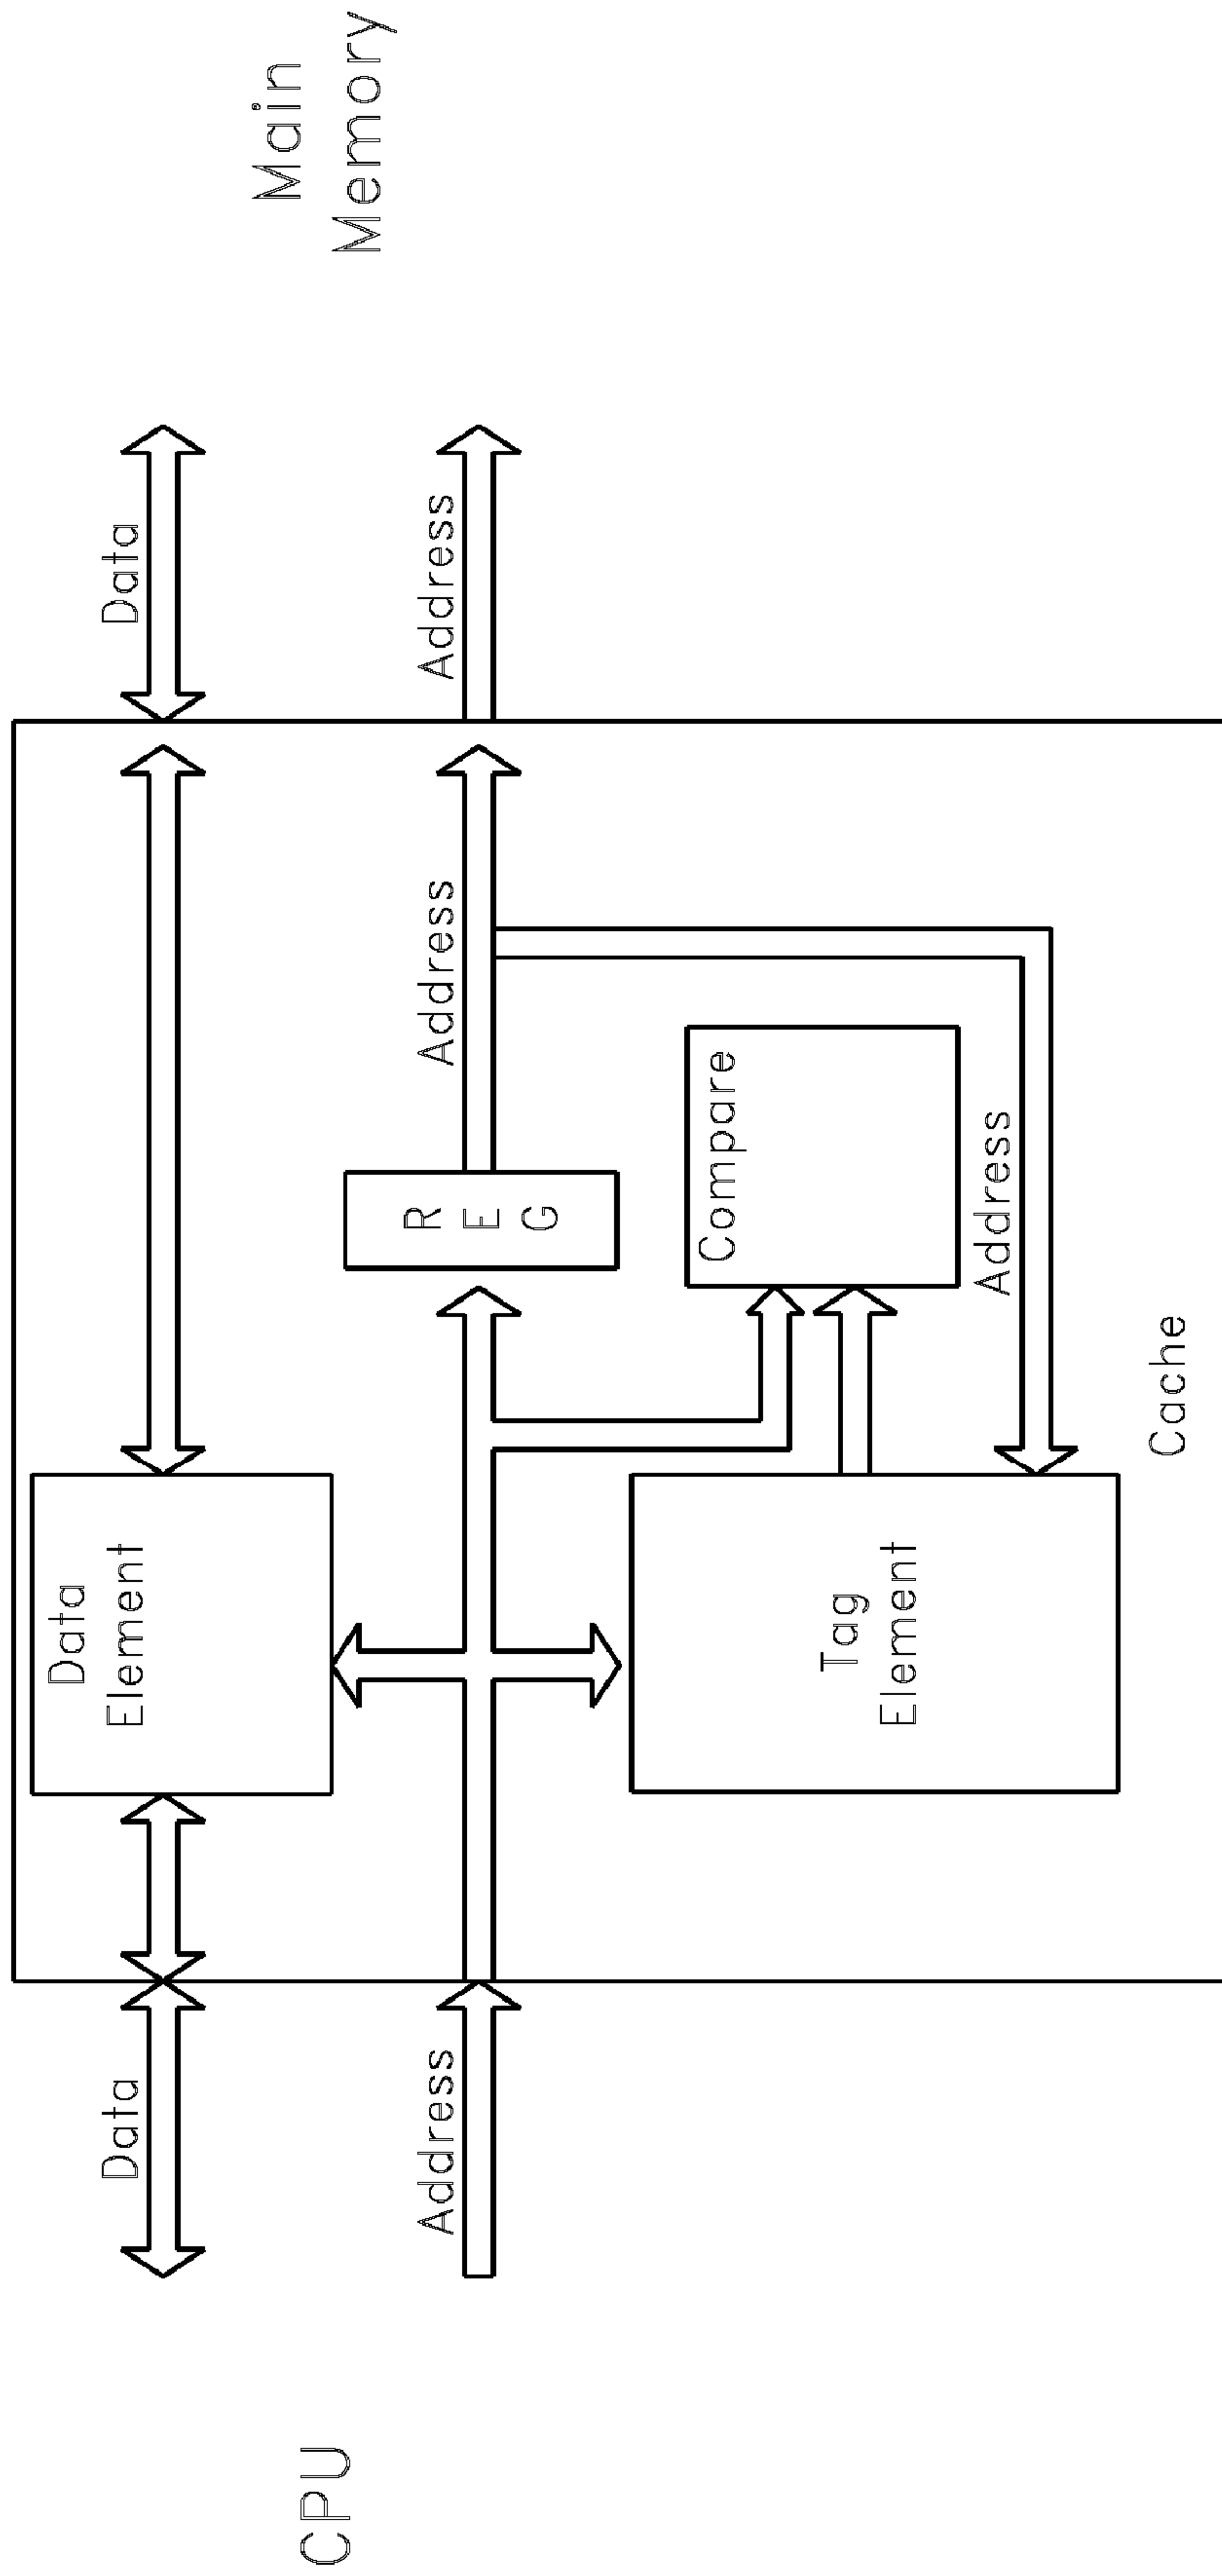 CPU
Data
Address
Data
Element
Tag
Element
R
E
G
Compare
Address
Address
Cache
Data
Address
Main
Memory